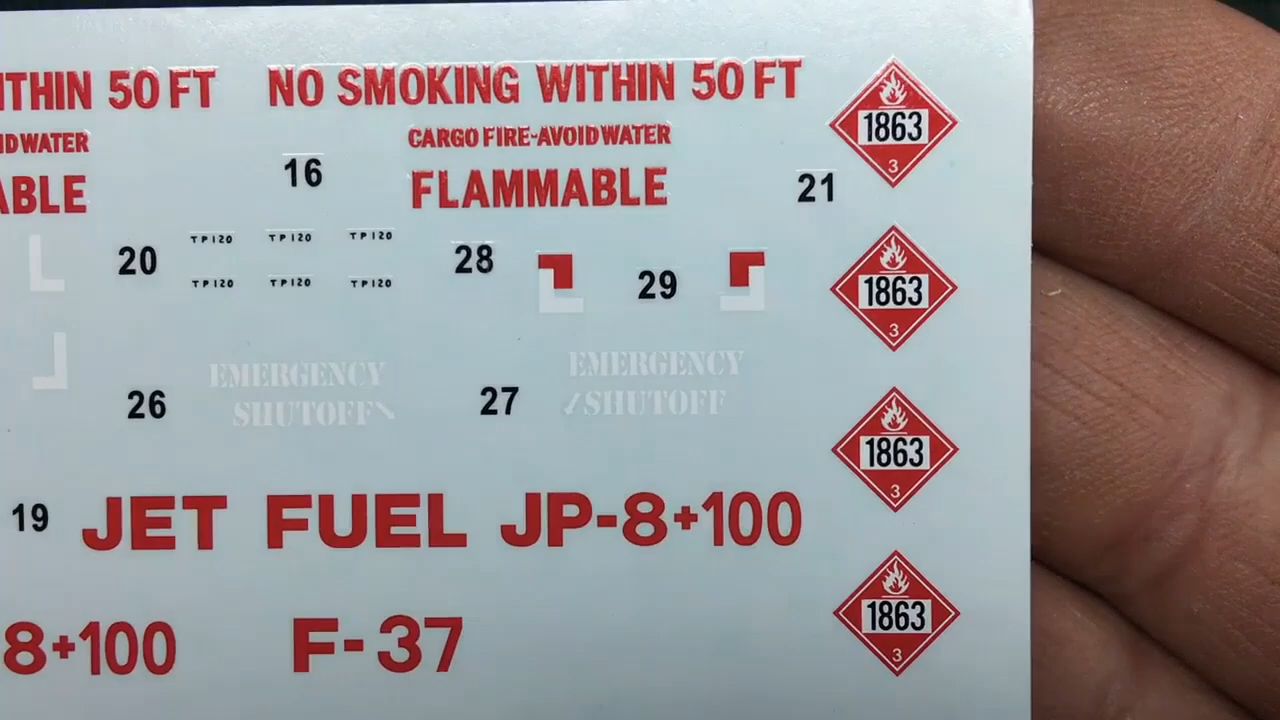 ITHIN 50 FT
NO SMOKING WITHIN 50 FT
1863
3
ID WATER
CARGO FIRE-AVOID WATER
16
ABLE
FLAMMABLE
21
20
TP120 TP120 TP120
TP120 TP120 TP120
28
29
1863
3
26
EMERGENCY
SHUTOFF
27
EMERGENCY
SHUTOFF
1863
3
19
JET FUEL JP-8+100
8+100
F-37
1863
3